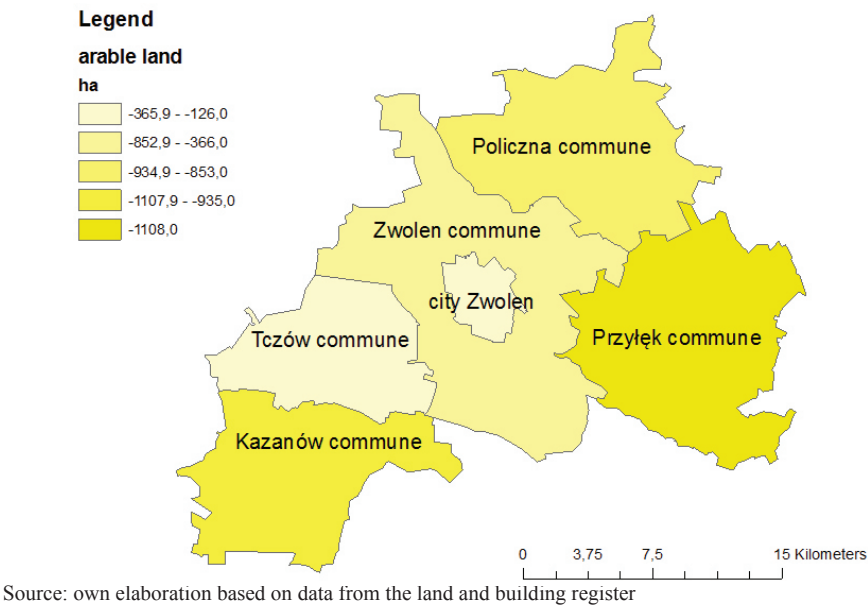 Legend
arable land
ha
-365,9 - -126,0
-852,9 - -366,0
-934,9 - -853,0
-1107,9 - -935,0
-1108,0
Policzna commune
Zwolen commune
city Zwolen
Tczów commune
Przyłęk commune
Kazanów commune
0 3,75 7,5 15 Kilometers
Source: own elaboration based on data from the land and building register